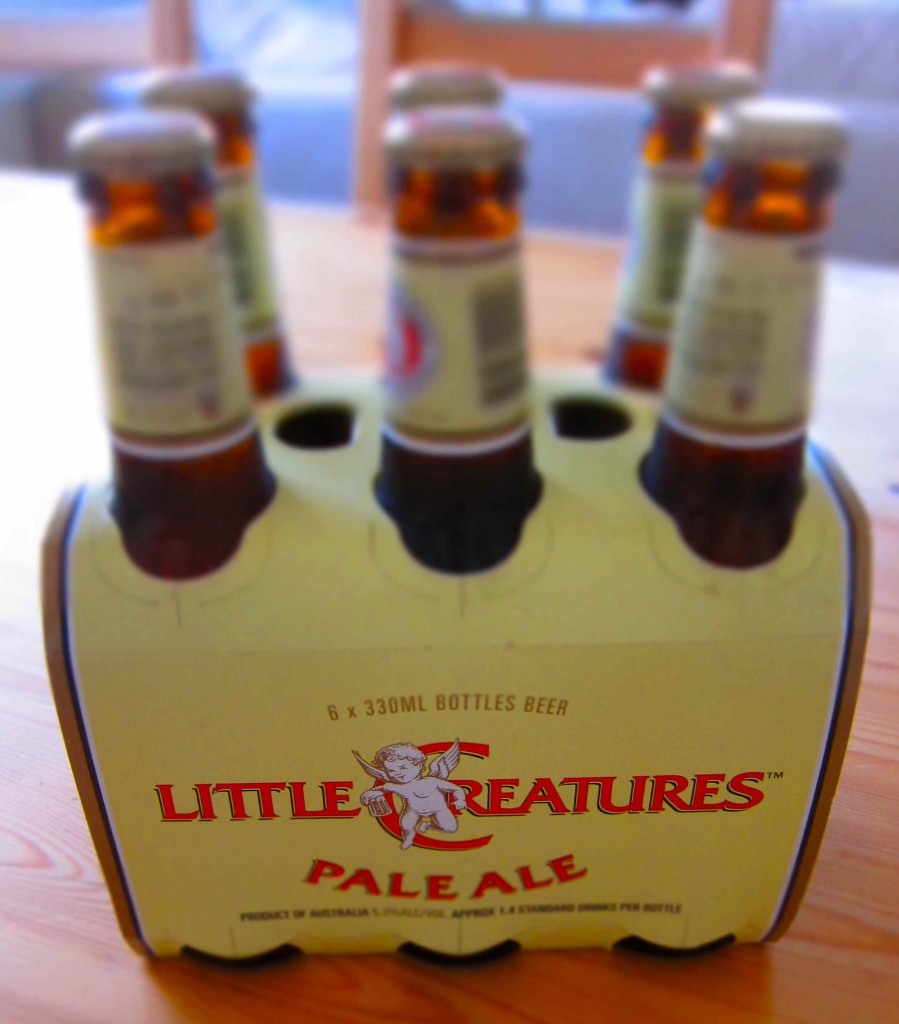 6 x 330ML BOTTLES BEER
LITTLE CREATURES™
PALE ALE
PRODUCT OF AUSTRALIA 5.2%ALC/VOL. APPROX 1.4 STANDARD DRINKS PER BOTTLE